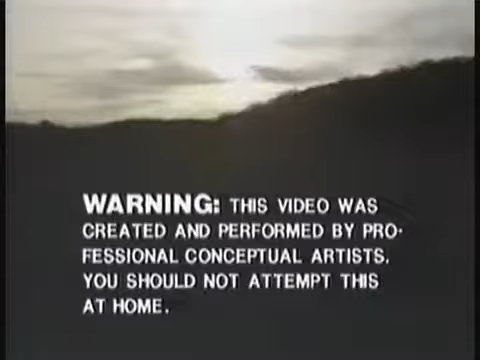 WARNING: THIS VIDEO WAS
CREATED AND PERFORMED BY PRO-
FESSIONAL CONCEPTUAL ARTISTS.
YOU SHOULD NOT ATTEMPT THIS
AT HOME.